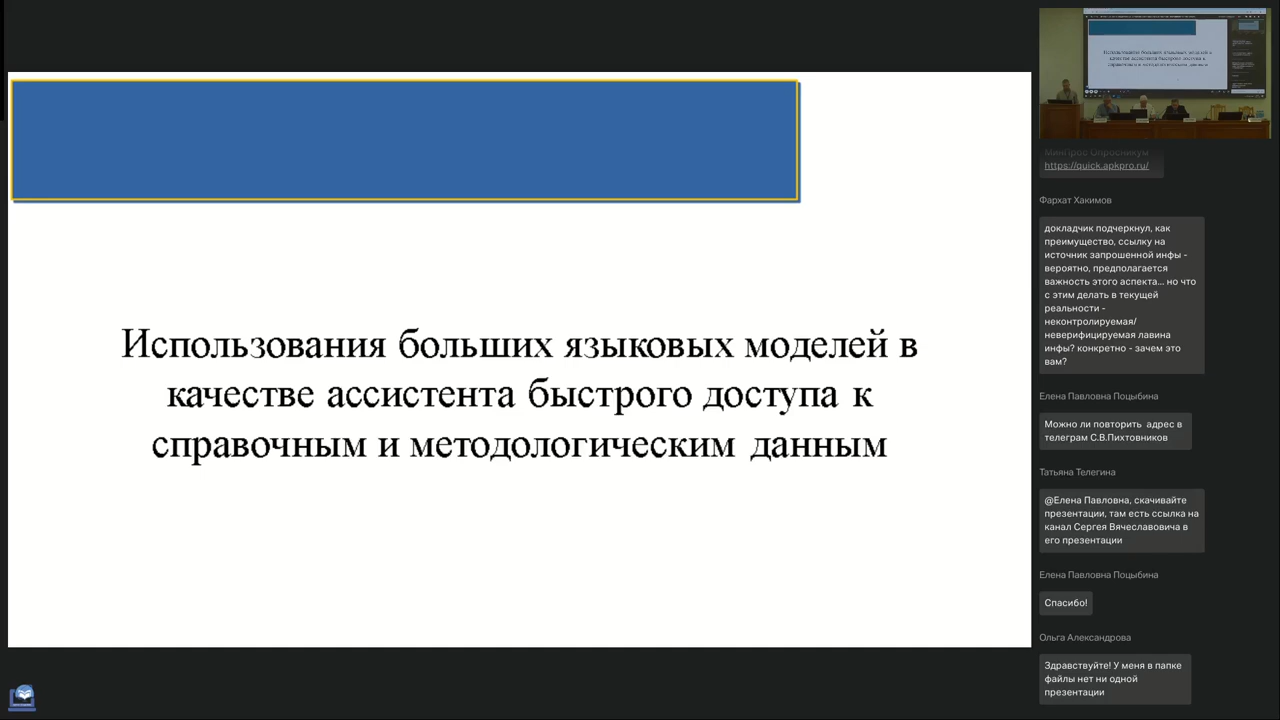 Использования больших языковых моделей в
качестве ассистента быстрого доступа к
справочным и методологическим данным
МинПрос Опросникум
https://quick.apkpro.ru/
Фархат Хакимов
докладчик подчеркнул, как
преимущество, ссылку на
источник запрошенной инфы -
вероятно, предполагается
важность этого аспекта... но что
с этим делать в текущей
реальности -
неконтролируемая/
неверифицируемая лавина
инфы? конкретно - зачем это
вам?
Елена Павловна Поцыбина
Можно ли повторить адрес в
телеграм С.В.Пихтовников
Татьяна Телегина
@Елена Павловна, скачивайте
презентации, там есть ссылка на
канал Сергея Вячеславовича в
его презентации
Елена Павловна Поцыбина
Спасибо!
Ольга Александрова
Здравствуйте! У меня в папке
файлы нет ни одной
презентации